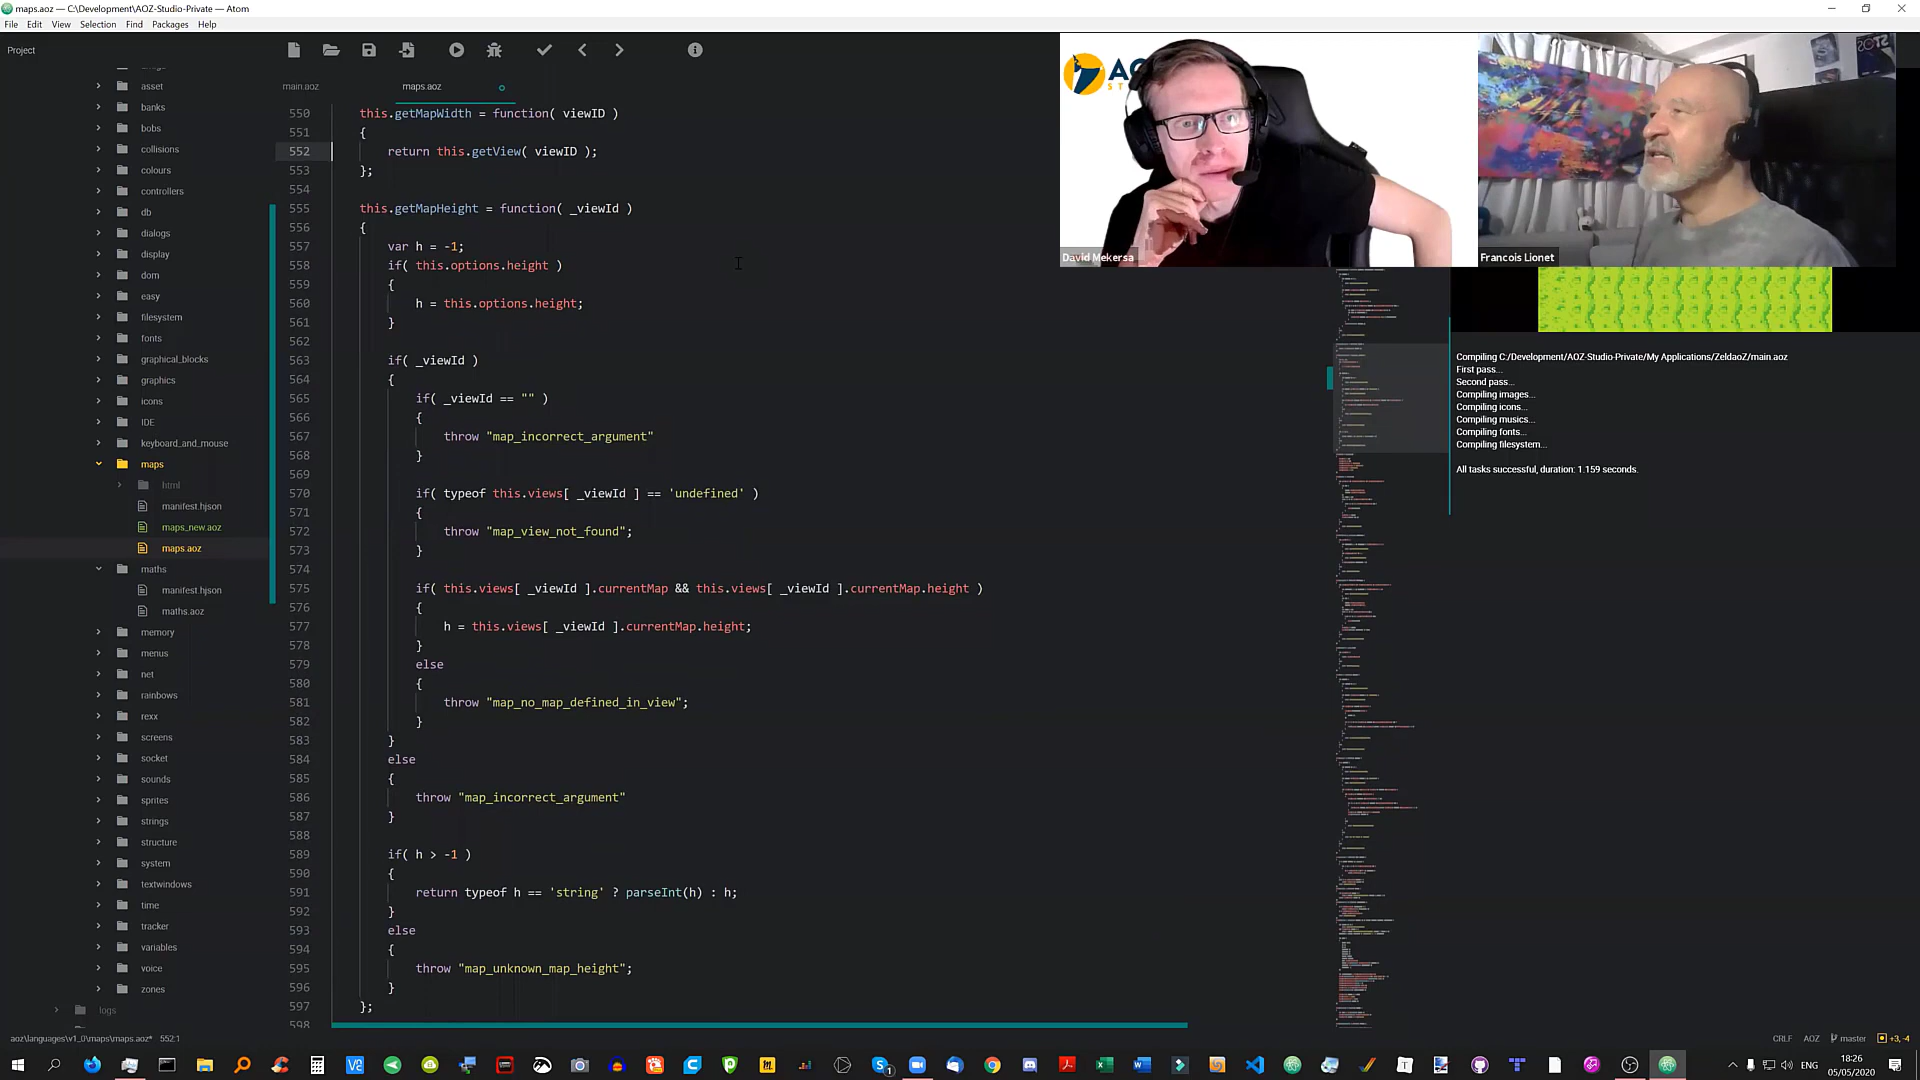 maps.aoz — C:\Development\AOZ-Studio-Private — Atom
File Edit View Selection Find Packages Help
Project
asset
banks
bobs
collisions
colours
controllers
db
dialogs
display
dom
easy
filesystem
fonts
graphical_blocks
graphics
icons
IDE
keyboard_and_mouse
maps
html
manifest.hjson
maps_new.aoz
maps.aoz
maths
manifest.hjson
maths.aoz
memory
menus
net
rainbows
rexx
screens
socket
sounds
sprites
strings
structure
system
textwindows
time
tracker
variables
voice
zones
logs
main.aoz
maps.aoz
550 this.getMapWidth = function( viewID )
551 {
552 return this.getView( viewID );
553 };
554
555 this.getMapHeight = function( _viewId )
556 {
557 var h = -1;
558 if( this.options.height )
559 {
560 h = this.options.height;
561 }
562
563 if( _viewId )
564 {
565 if( _viewId == "" )
566 {
567 throw "map_incorrect_argument"
568 }
569
570 if( typeof this.views[ _viewId ] == 'undefined' )
571 {
572 throw "map_view_not_found";
573 }
574
575 if( this.views[ _viewId ].currentMap && this.views[ _viewId ].currentMap.height )
576 {
577 h = this.views[ _viewId ].currentMap.height;
578 }
579 else
580 {
581 throw "map_no_map_defined_in_view";
582 }
583 }
584 else
585 {
586 throw "map_incorrect_argument"
587 }
588
589 if( h > -1 )
590 {
591 return typeof h == 'string' ? parseInt(h) : h;
592 }
593 else
594 {
595 throw "map_unknown_map_height";
596 }
597 };
598
David Mekersa
Francois Lionet
STOS
Compiling C:/Development/AOZ-Studio-Private/My Applications/ZeldaoZ/main.aoz
First pass...
Second pass...
Compiling images...
Compiling icons...
Compiling musics...
Compiling fonts...
Compiling filesystem...
All tasks successful, duration: 1.159 seconds.
aoz\languages\v1_0\maps\maps.aoz* 552:1
CRLF AOZ master +3, -4
ENG
18:26
05/05/2020